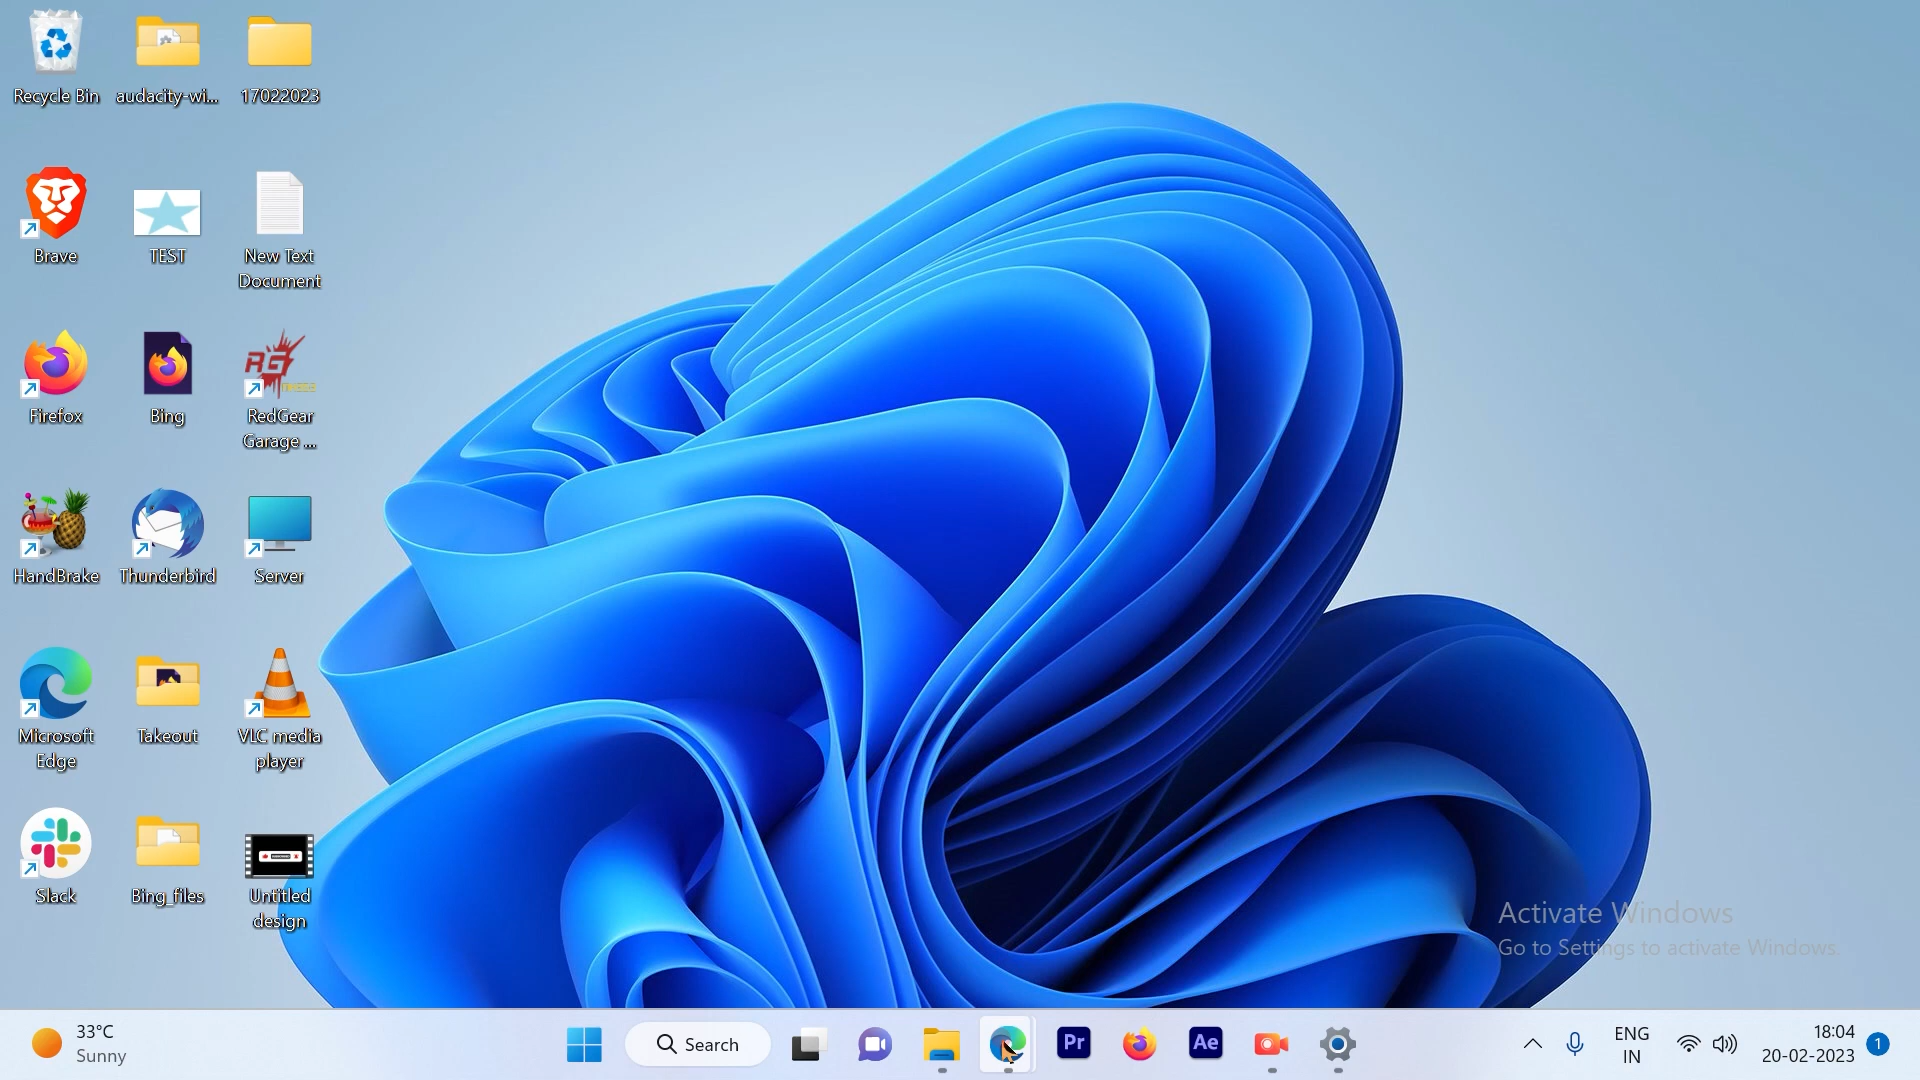 Recycle Bin
audacity-wi...
17022023
Brave
TEST
New Text
Document
Firefox
Bing
RedGear
Garage ...
HandBrake
Thunderbird
Server
Microsoft
Edge
Takeout
VLC media
player
Slack
Bing_files
Untitled
design
Activate Windows
Go to Settings to activate Windows.
33°C
Sunny
Search
Pr
Ae
ENG
IN
18:04
20-02-2023
1
RG